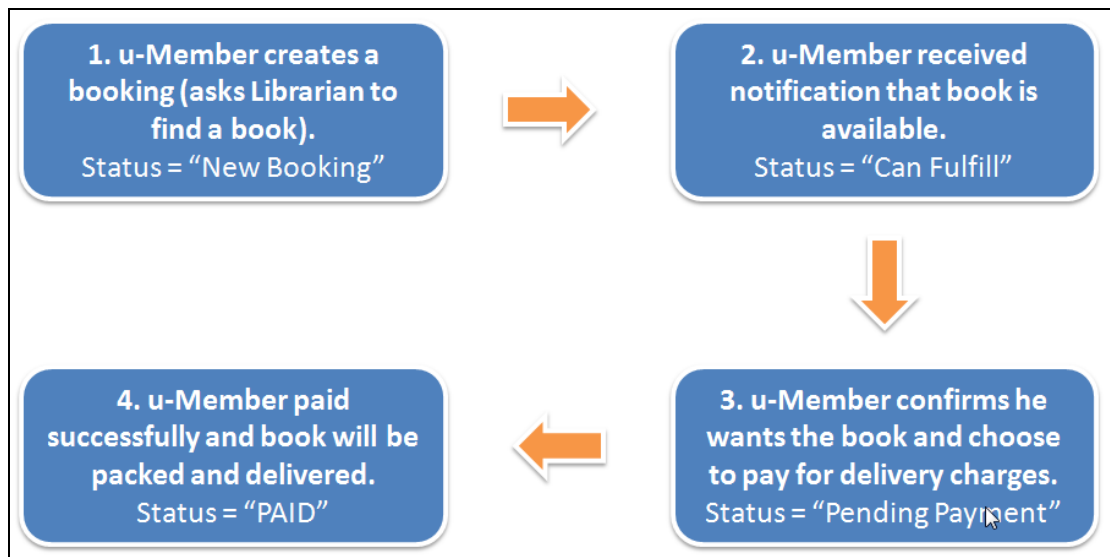 1. u-Member creates a
booking (asks Librarian to
find a book).
Status = “New Booking”
2. u-Member received
notification that book is
available.
Status = “Can Fulfill”
3. u-Member confirms he
wants the book and choose
to pay for delivery charges.
Status = “Pending Payment”
4. u-Member paid
successfully and book will be
packed and delivered.
Status = “PAID”